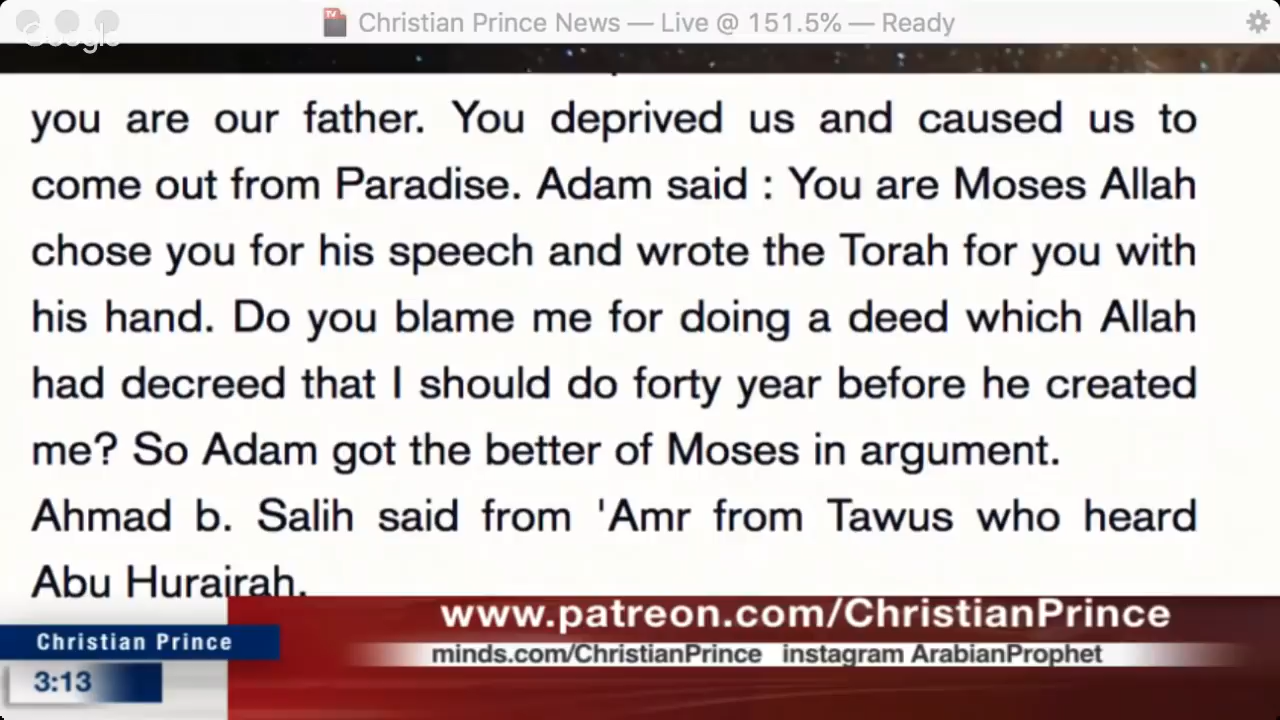 Christian Prince News — Live @ 151.5% — Ready
Google
you are our father. You deprived us and caused us to
come out from Paradise. Adam said : You are Moses Allah
chose you for his speech and wrote the Torah for you with
his hand. Do you blame me for doing a deed which Allah
had decreed that I should do forty year before he created
me? So Adam got the better of Moses in argument.
Ahmad b. Salih said from 'Amr from Tawus who heard
Abu Hurairah.
www.patreon.com/ChristianPrince
Christian Prince
minds.com/ChristianPrince instagram ArabianProphet
3:13